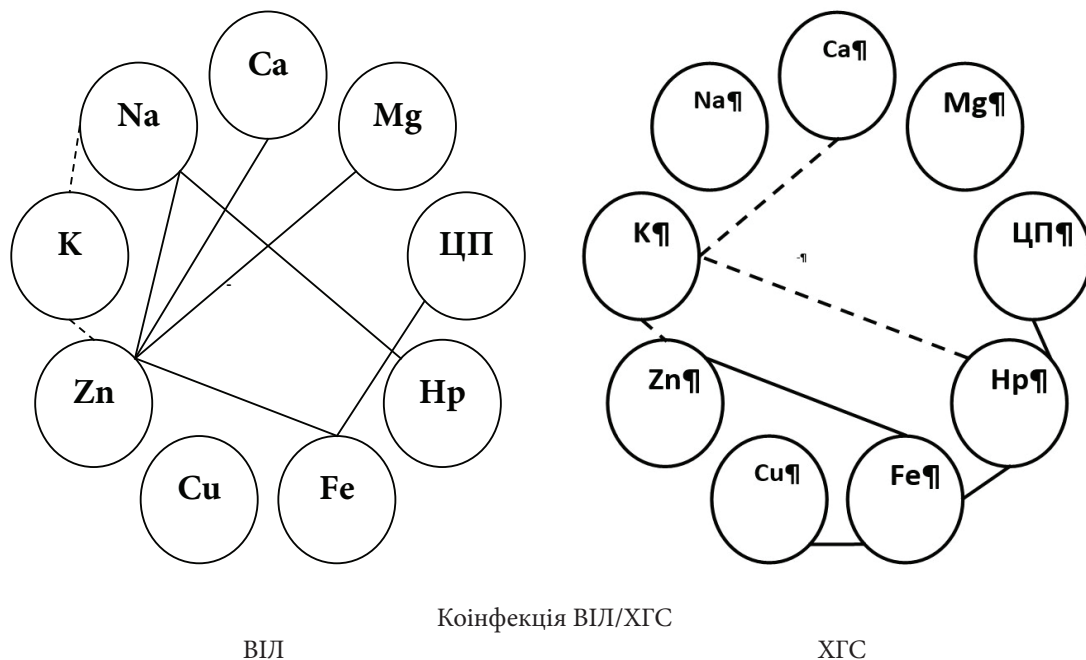 Ca
Na
Mg
K
ЦП
-
Zn
Hp
Cu
Fe
Ca¶
Na¶
Mg¶
K¶
ЦП¶
-¶
Zn¶
Hp¶
Cu¶
Fe¶
Коінфекція ВІЛ/ХГС
ВІЛ
ХГС